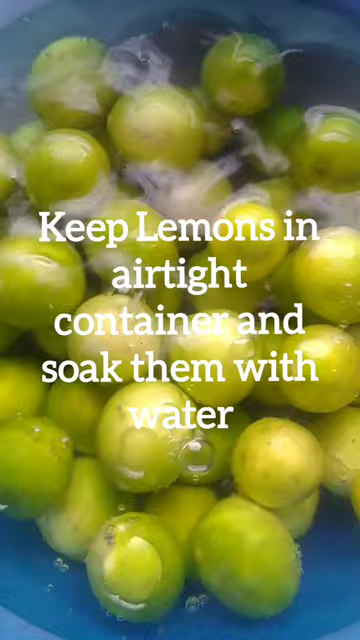 Keep Lemons in
airtight
container and
soak them with
water